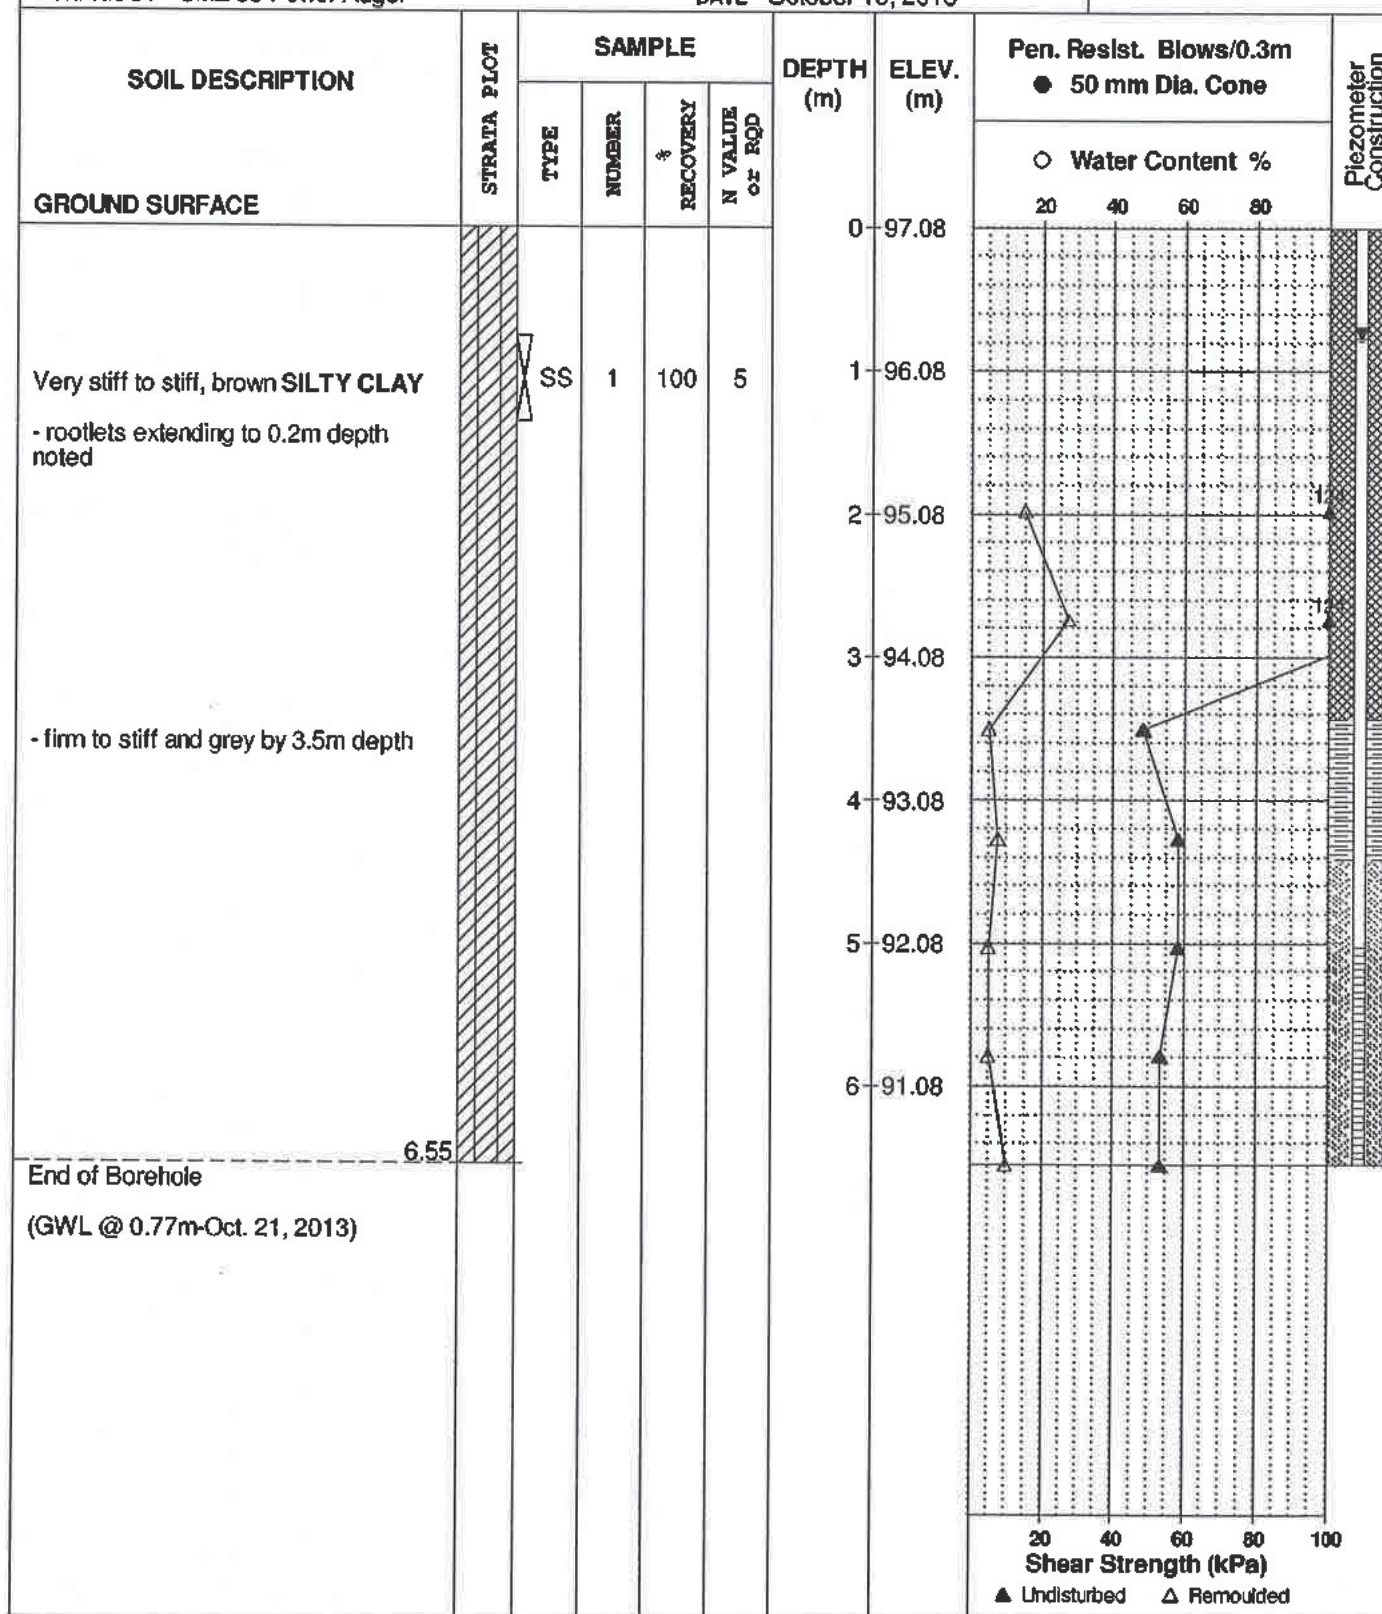 SOIL DESCRIPTION
GROUND SURFACE
STRATA PLOT
SAMPLE
TYPE
NUMBER
% RECOVERY
N VALUE or RQD
DEPTH (m)
ELEV. (m)
Pen. Resist. Blows/0.3m
● 50 mm Dia. Cone
○ Water Content %
20 40 60 80
Piezometer Construction
0 97.08
Very stiff to stiff, brown SILTY CLAY
SS 1 100 5
1 96.08
- rootlets extending to 0.2m depth
noted
2 95.08
3 94.08
- firm to stiff and grey by 3.5m depth
4 93.08
5 92.08
6 91.08
6.55
End of Borehole
(GWL @ 0.77m-Oct. 21, 2013)
20 40 60 80 100
Shear Strength (kPa)
▲ Undisturbed △ Remoulded